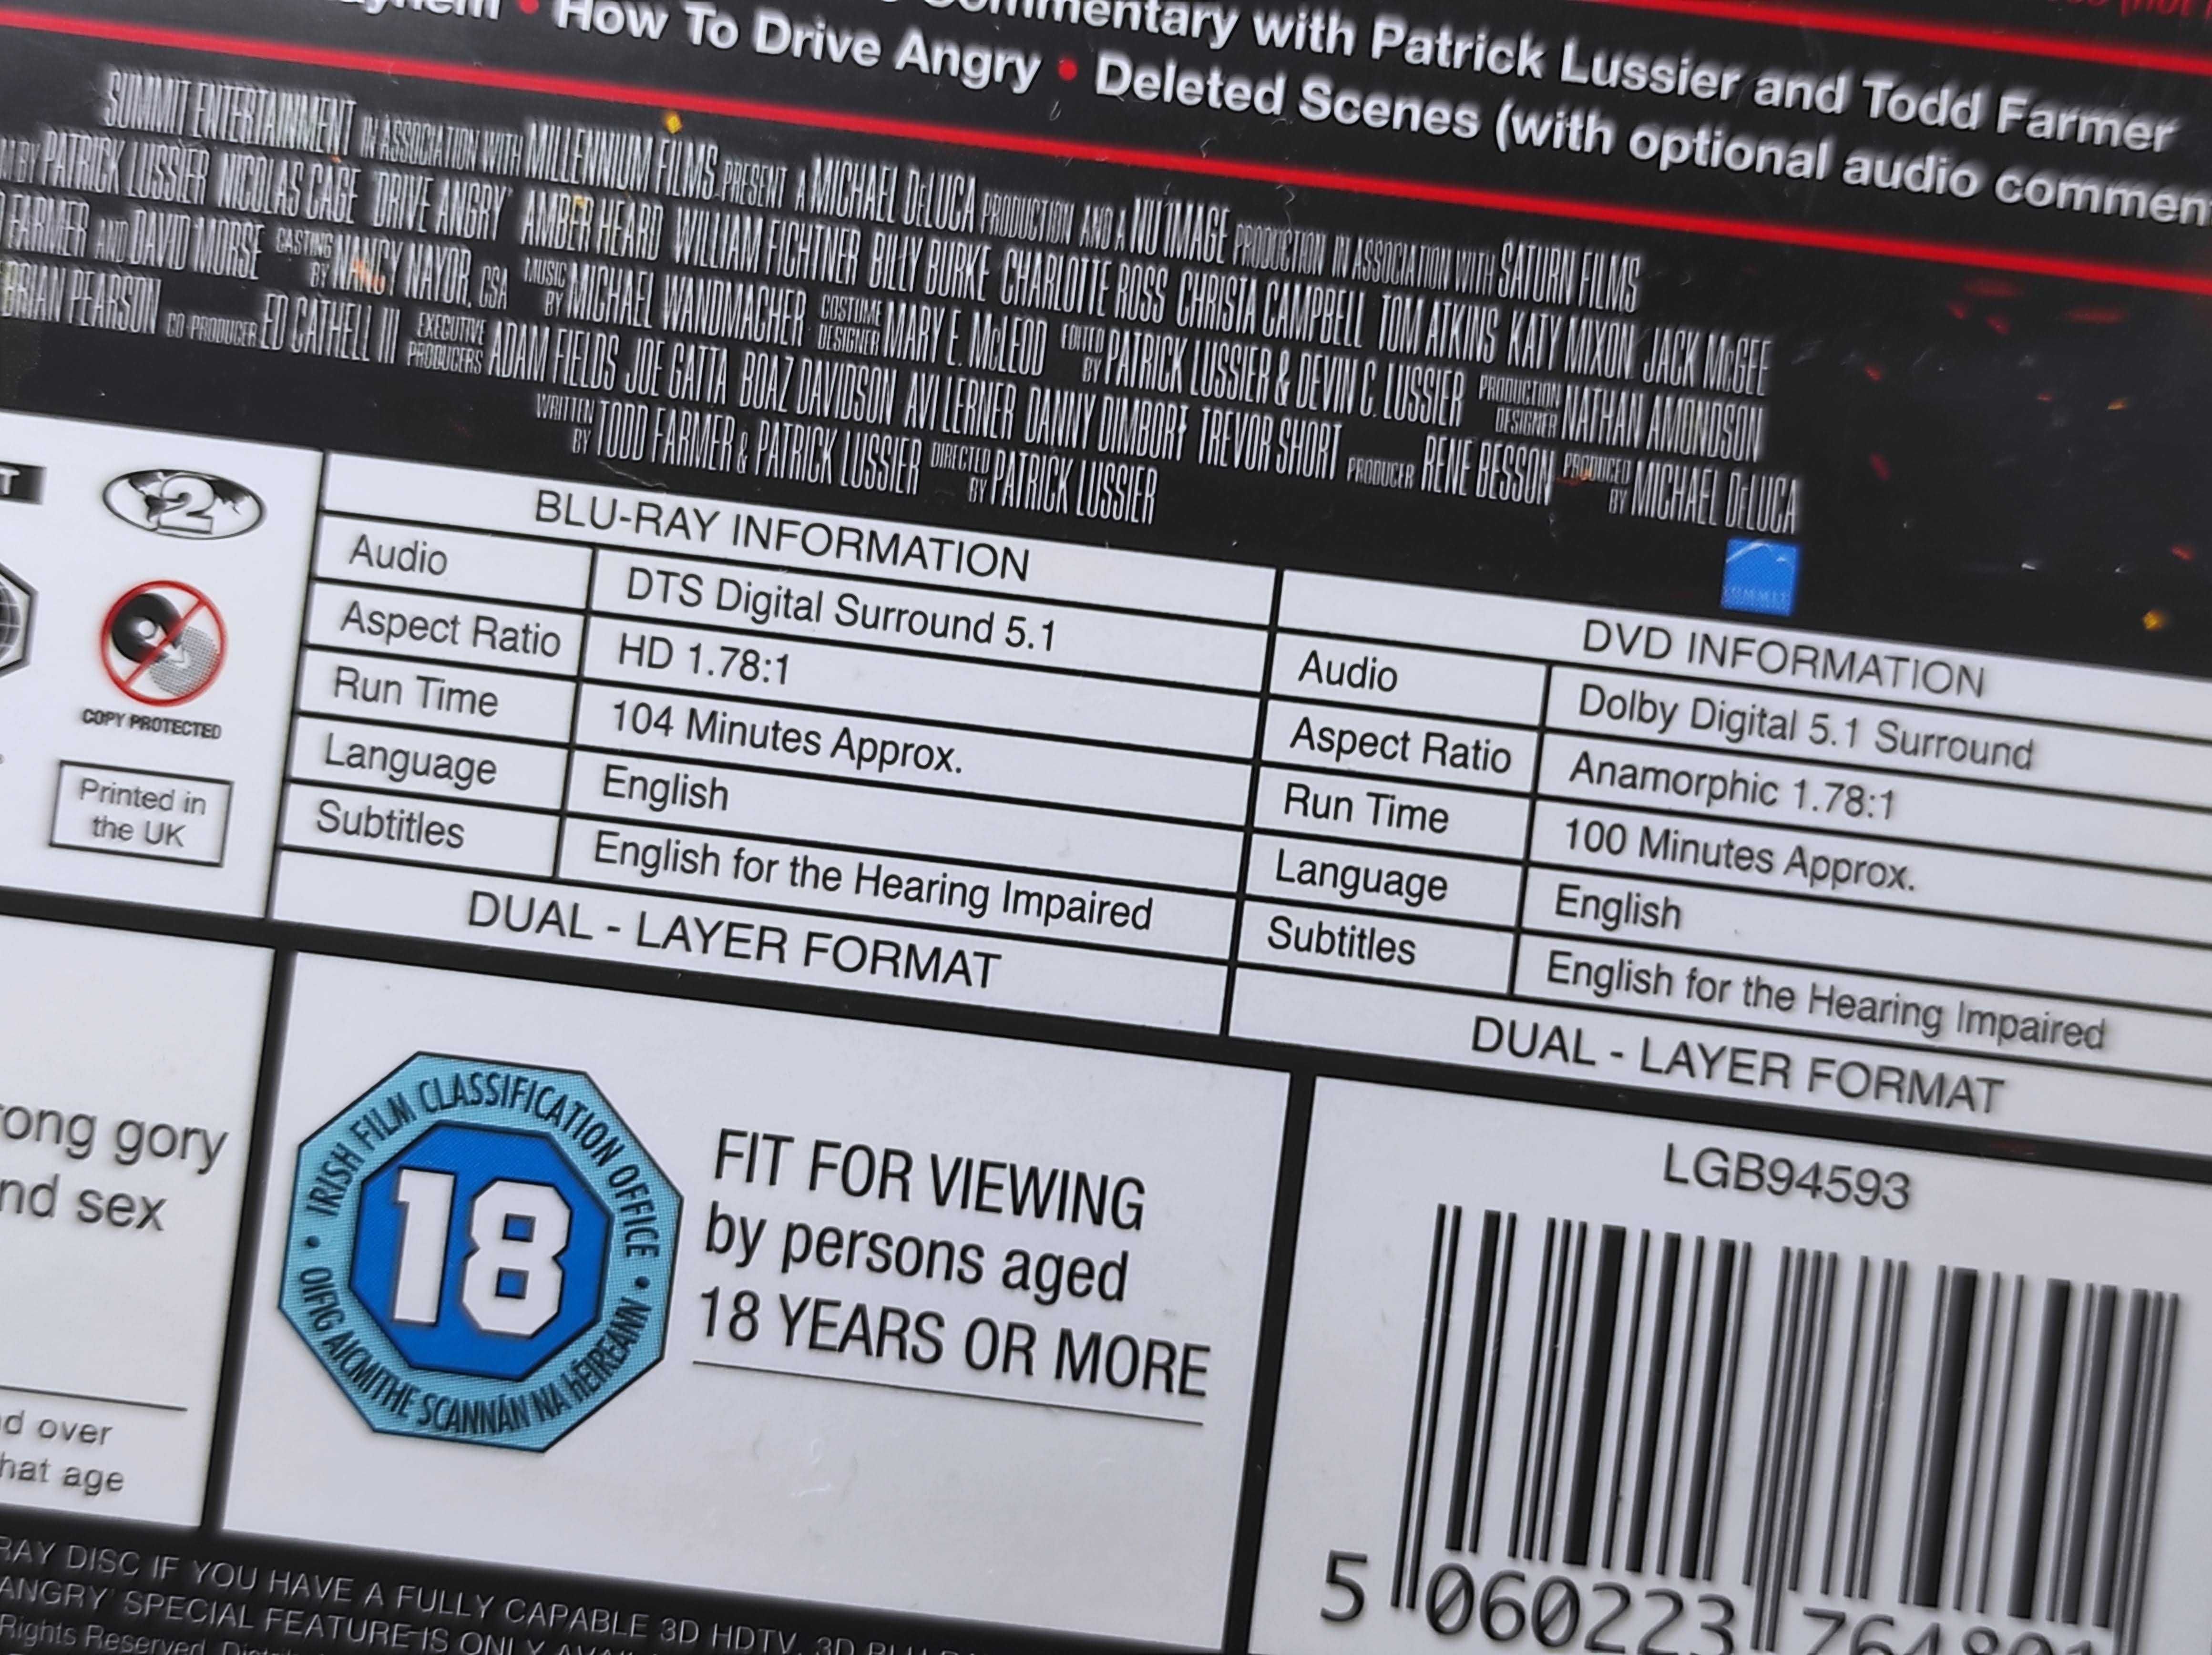 How To Drive Angry • Deleted Scenes (with optional audio
Commentary with Patrick Lussier and Todd Farmer
SUMMIT ENTERTAINMENT IN ASSOCIATION WITH MILLENNIUM FILMS PRESENT A MICHAEL DeLUCA PRODUCTION AND A NU IMAGE PRODUCTION IN ASSOCIATION WITH SATURN FILMS
BY PATRICK LUSSIER NICOLAS CAGE 'DRIVE ANGRY' AMBER HEARD WILLIAM FICHTNER BILLY BURKE CHARLOTTE ROSS CHRISTA CAMPBELL TOM ATKINS KATY MIXON JACK McGEE
FARMER AND DAVID MORSE CASTING BY NANCY NAYOR, CSA MUSIC BY MICHAEL WANDMACHER COSTUME DESIGNER MARY E. McLEOD EDITED BY PATRICK LUSSIER & DEVIN C. LUSSIER PRODUCTION DESIGNER NATHAN AMONDSON
BRIAN PEARSON CO-PRODUCER ED CATHELL III EXECUTIVE PRODUCERS ADAM FIELDS JOE GATTA BOAZ DAVIDSON AVI LERNER DANNY DIMBORT TREVOR SHORT PRODUCER RENE BESSON PRODUCED BY MICHAEL DeLUCA
WRITTEN BY TODD FARMER & PATRICK LUSSIER DIRECTED BY PATRICK LUSSIER
SUMMIT
2
COPY PROTECTED
Printed in
the UK
BLU-RAY INFORMATION
Audio DTS Digital Surround 5.1
Aspect Ratio HD 1.78:1
Run Time 104 Minutes Approx.
Language English
Subtitles English for the Hearing Impaired
DUAL - LAYER FORMAT
DVD INFORMATION
Audio Dolby Digital 5.1 Surround
Aspect Ratio Anamorphic 1.78:1
Run Time 100 Minutes Approx.
Language English
Subtitles English for the Hearing Impaired
DUAL - LAYER FORMAT
gory
sex
over
age
IRISH FILM CLASSIFICATION OFFICE
18
OIFIG AICMITHE SCANNÁN NA hÉIREANN
FIT FOR VIEWING
by persons aged
18 YEARS OR MORE
LGB94593
5 060223 764801
DISC IF YOU HAVE A FULLY CAPABLE 3D HDTV, 3D
ANGRY' SPECIAL FEATURE IS ONLY
Rights Reserved.